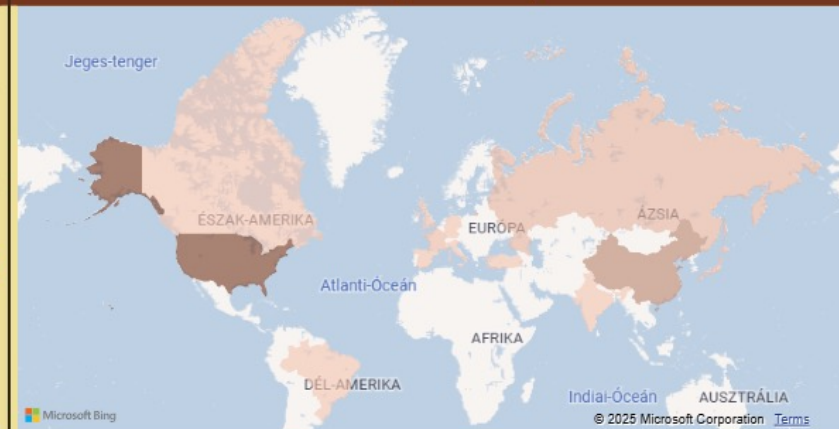 Jeges-tenger
ÉSZAK-AMERIKA
ÁZSIA
EURÓPA
Atlanti-Óceán
AFRIKA
DÉL-AMERIKA
Indiai-Óceán
AUSZTRÁLIA
Microsoft Bing
© 2025 Microsoft Corporation Terms